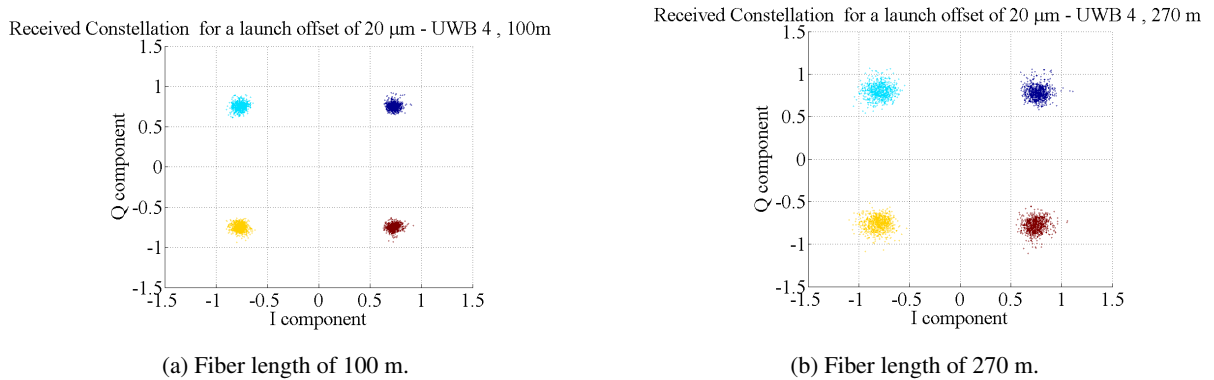 Received Constellation for a launch offset of 20 μm - UWB 4 , 100m
1.5
1
0.5
0
-0.5
-1
-1.5
Q component
-1.5 -1 -0.5 0 0.5 1 1.5
I component
(a) Fiber length of 100 m.
Received Constellation for a launch offset of 20 μm - UWB 4 , 270 m
1.5
1
0.5
0
-0.5
-1
-1.5
Q component
-1.5 -1 -0.5 0 0.5 1 1.5
I component
(b) Fiber length of 270 m.